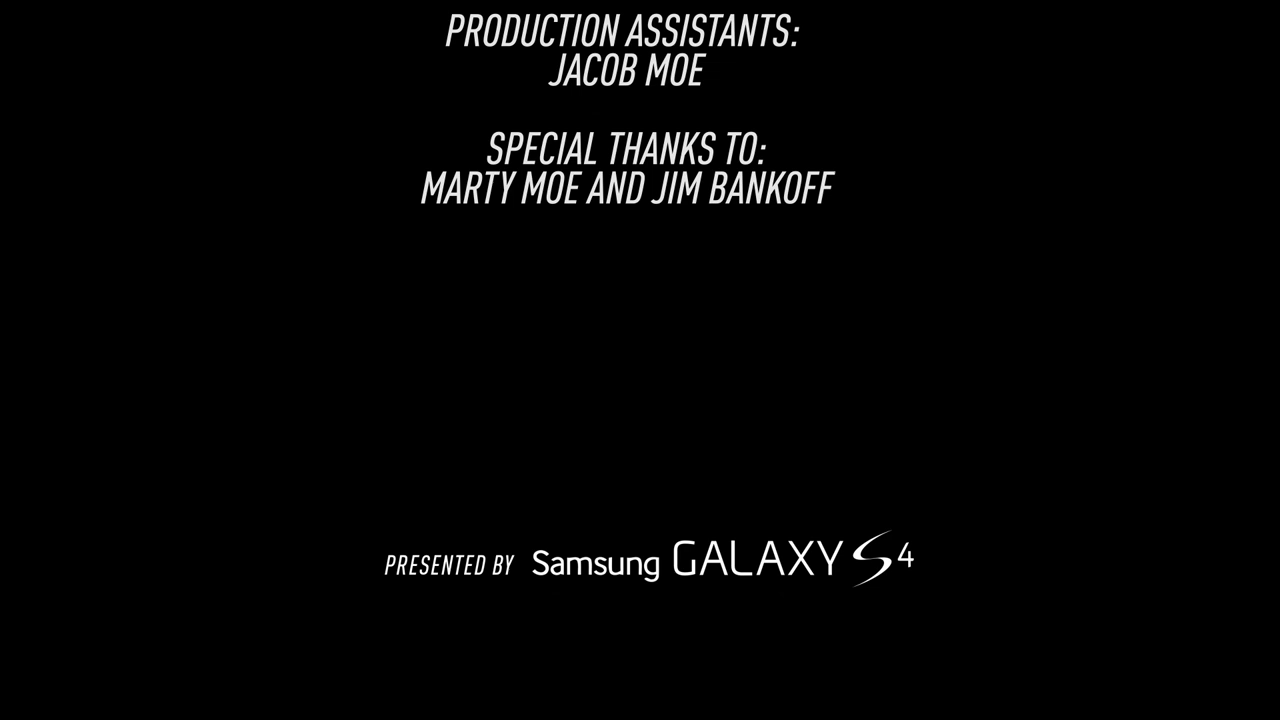 PRODUCTION ASSISTANTS:
JACOB MOE
SPECIAL THANKS TO:
MARTY MOE AND JIM BANKOFF
PRESENTED BY Samsung GALAXY S4